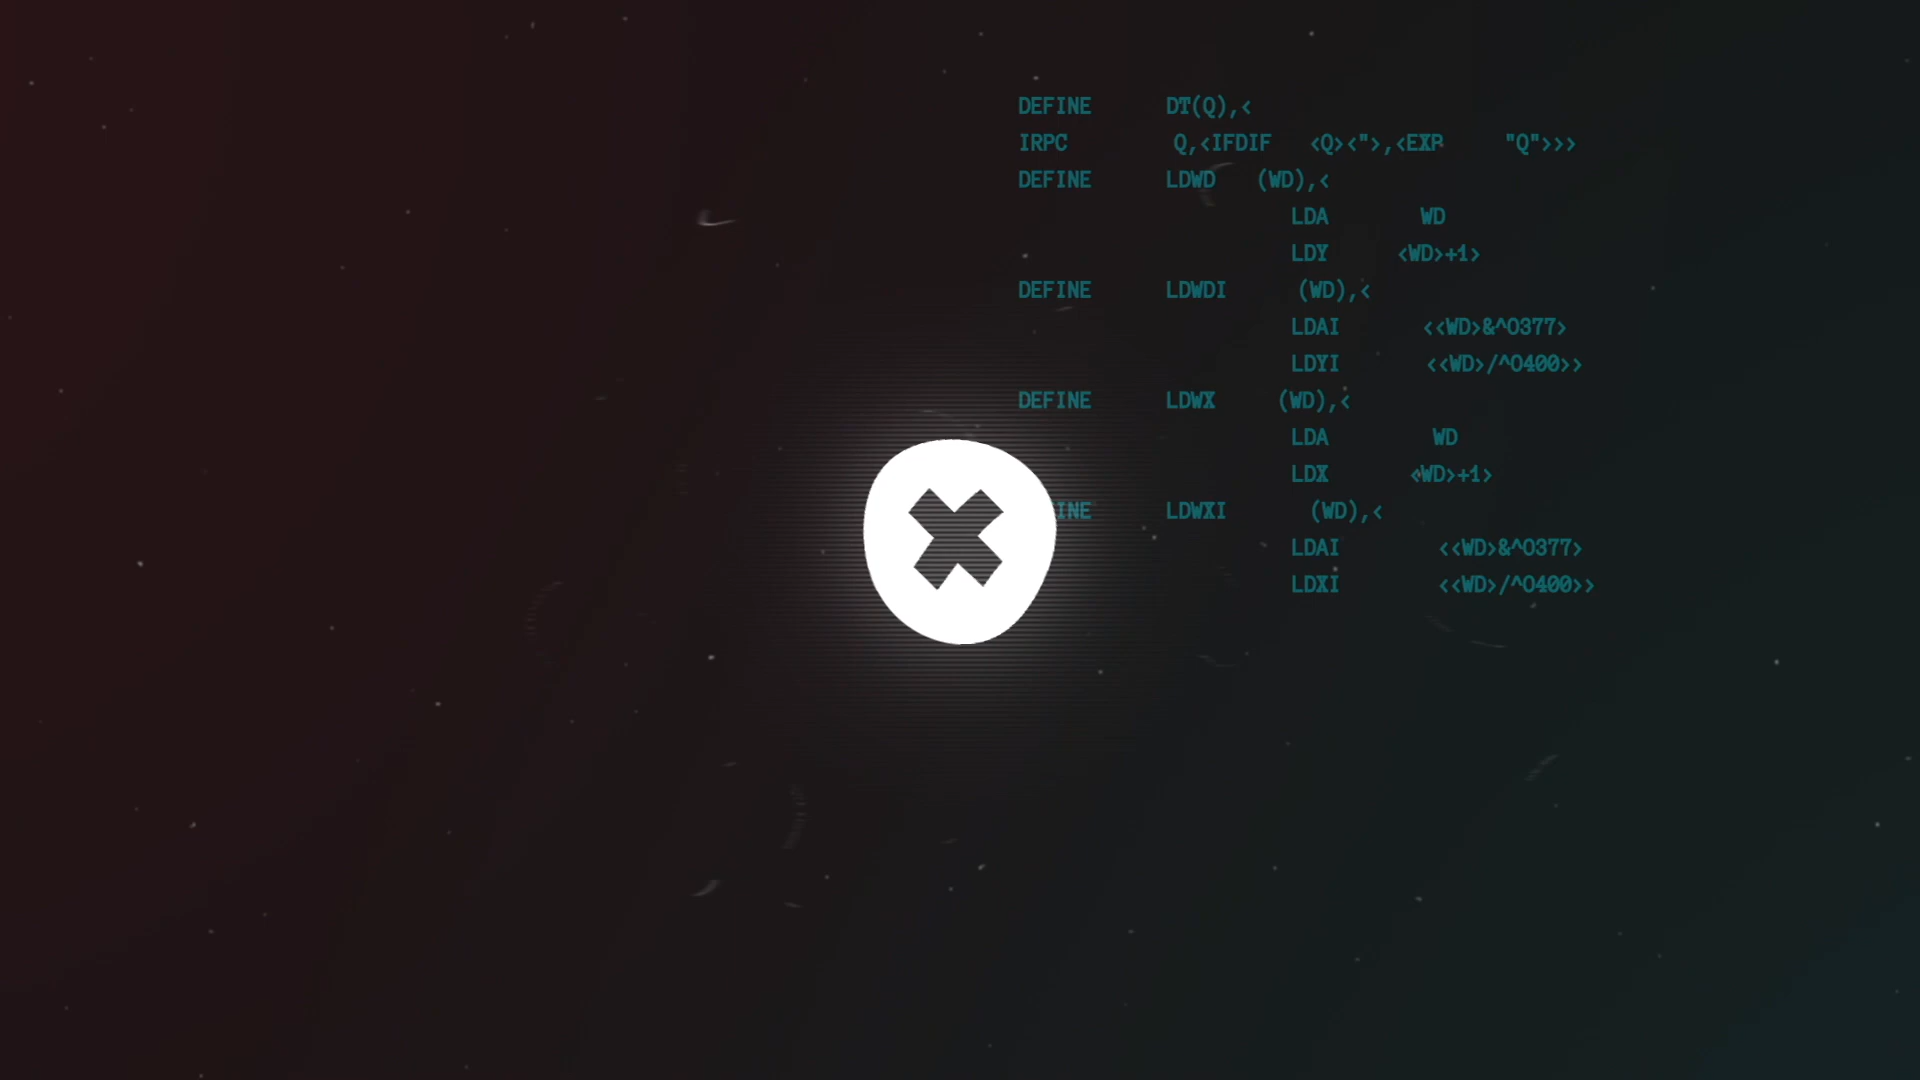 DEFINE DT(Q),<
IRPC Q,<IFDIF <Q><">,<EXP "Q">>>
DEFINE LDWD (WD),<
LDA WD
LDY <WD>+1>
DEFINE LDWDI (WD),<
LDAI <<WD>&^O377>
LDYI <<WD>/^O400>>
DEFINE LDWX (WD),<
LDA WD
LDX <WD>+1>
INE LDWXI (WD),<
LDAI <<WD>&^O377>
LDXI <<WD>/^O400>>